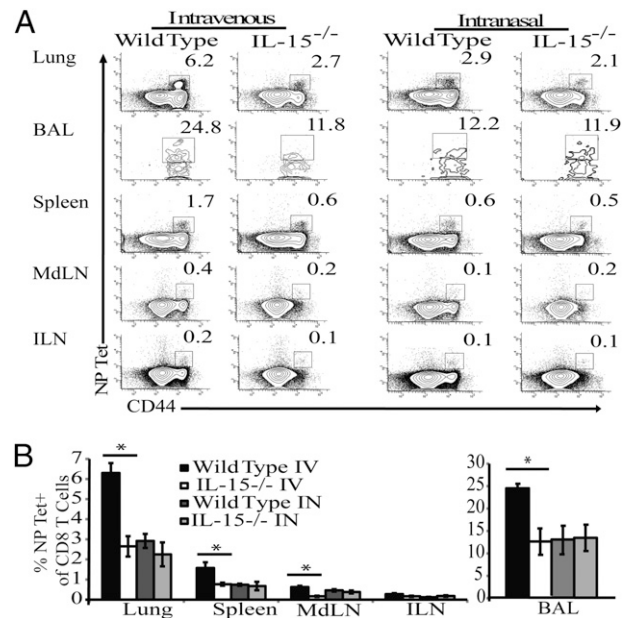 A
Intravenous Intranasal
Wild Type IL-15-/- Wild Type IL-15-/-
Lung 6.2 2.7 2.9 2.1
BAL 24.8 11.8 12.2 11.9
Spleen 1.7 0.6 0.6 0.5
MdLN 0.4 0.2 0.1 0.2
ILN 0.2 0.1 0.1 0.1
NP Tet
CD44
B
% NP Tet+
of CD8 T Cells
7
6
5
4
3
2
1
0
*
*
*
Wild Type IV
IL-15-/- IV
Wild Type IN
IL-15-/- IN
Lung Spleen MdLN ILN
30
25
20
15
10
5
0
*
BAL